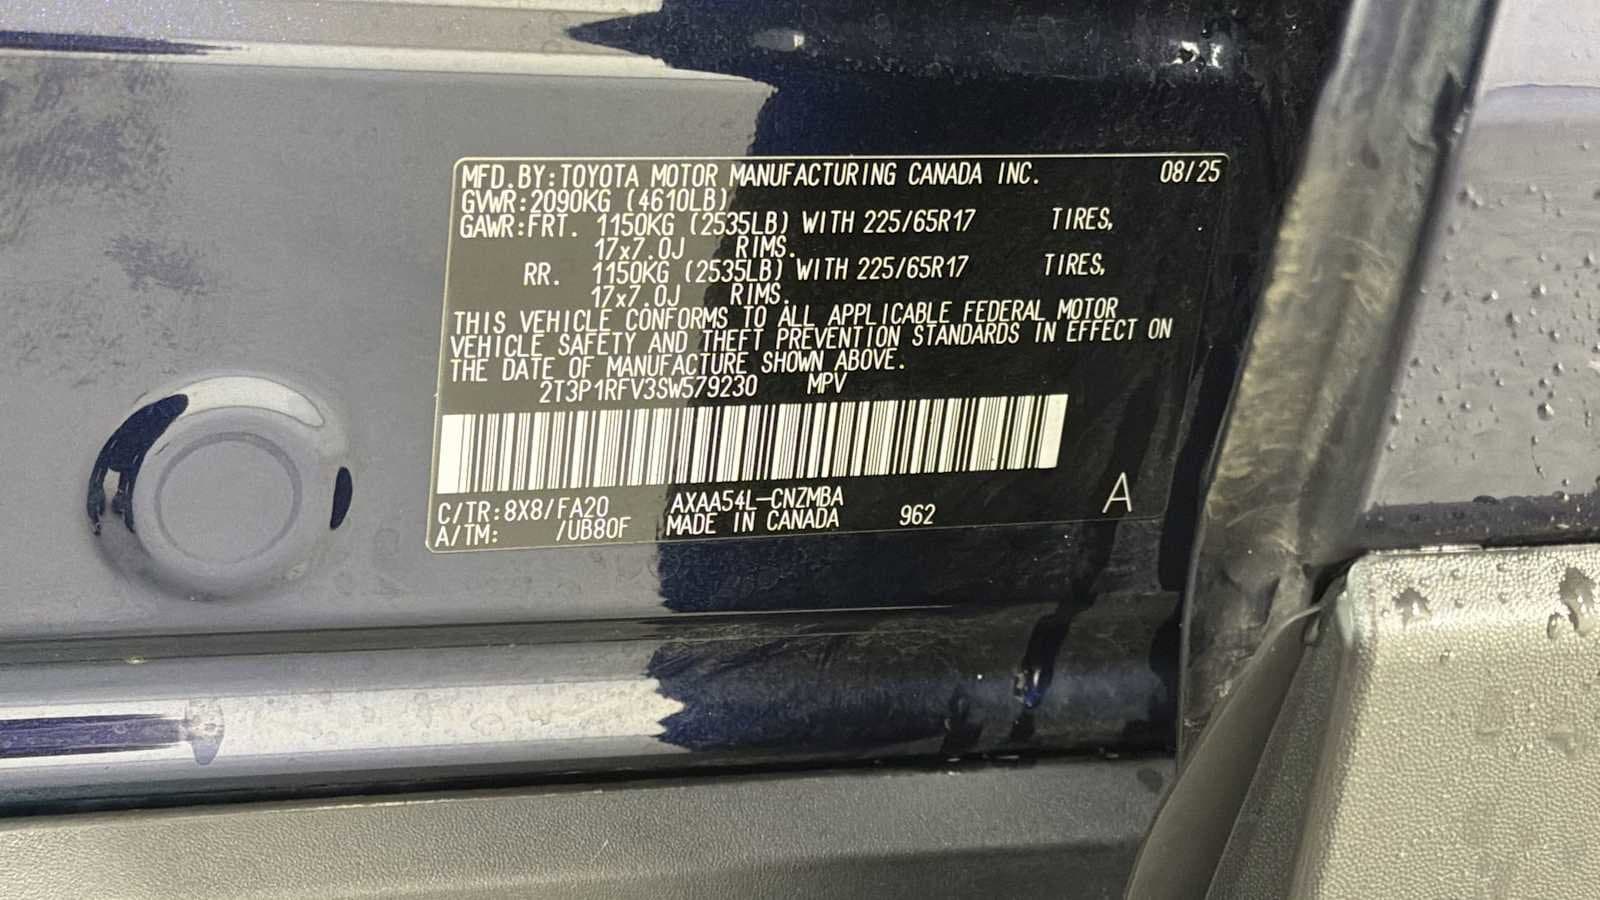 MFD.BY:TOYOTA MOTOR MANUFACTURING CANADA INC. 08/25
GVWR:2090KG (4610LB)
GAWR:FRT. 1150KG (2535LB) WITH 225/65R17 TIRES,
17x7.0J RIMS.
RR. 1150KG (2535LB) WITH 225/65R17 TIRES,
17x7.0J RIMS.
THIS VEHICLE CONFORMS TO ALL APPLICABLE FEDERAL MOTOR
VEHICLE SAFETY AND THEFT PREVENTION STANDARDS IN EFFECT ON
THE DATE OF MANUFACTURE SHOWN ABOVE.
2T3P1RFV3SW579230 MPV
C/TR:8X8/FA20 AXAA54L-CNZMBA
A/TM: /UB80F MADE IN CANADA 962 A